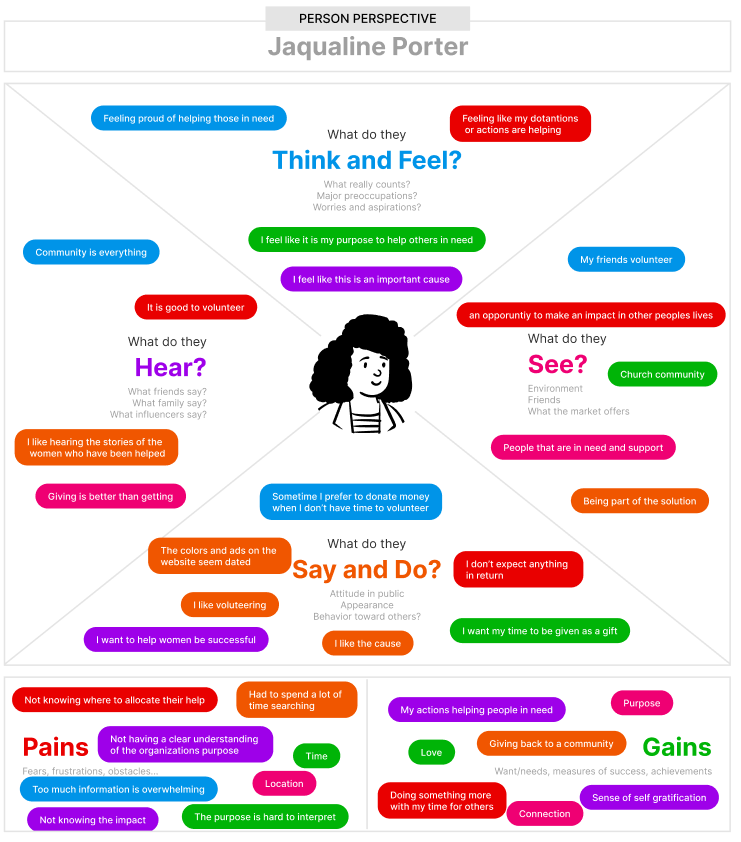 PERSON PERSPECTIVE
Jaqualine Porter
Feeling proud of helping those in need
Feeling like my dotantions
or actions are helping
What do they
Think and Feel?
What really counts?
Major preoccupations?
Worries and aspirations?
I feel like it is my purpose to help others in need
I feel like this is an important cause
Community is everything
It is good to volunteer
What do they
Hear?
What friends say?
What family say?
What influencers say?
I like hearing the stories of the
women who have been helped
Giving is better than getting
My friends volunteer
an opporuntiy to make an impact in other peoples lives
What do they
See?
Church community
Environment
Friends
What the market offers
People that are in need and support
Being part of the solution
Sometime I prefer to donate money
when I don't have time to volunteer
What do they
Say and Do?
The colors and ads on the
website seem dated
I don't expect anything
in return
Attitude in public
Appearance
Behavior toward others?
I like voluteering
I want to help women be successful
I like the cause
I want my time to be given as a gift
Not knowing where to allocate their help
Had to spend a lot of
time searching
Pains
Not having a clear understanding
of the organizations purpose
Time
Fears, frustrations, obstacles...
Too much information is overwhelming
Location
Not knowing the impact
The purpose is hard to interpret
My actions helping people in need
Purpose
Love
Giving back to a community
Gains
Want/needs, measures of success, achievements
Doing something more
with my time for others
Sense of self gratification
Connection